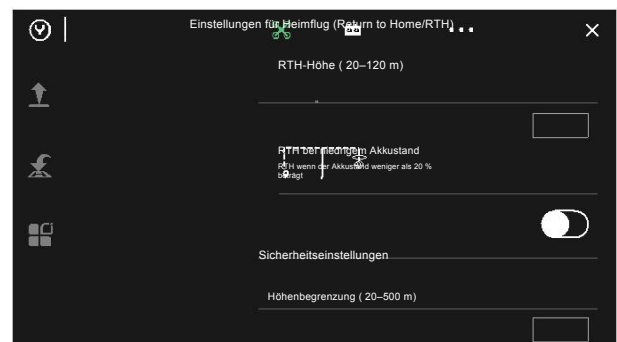 Einstellungen für Heimflug (Return to Home/RTH)
RTH-Höhe ( 20–120 m)
RTH bei niedrigem Akkustand
RTH wenn der Akkustand weniger als 20 %
beträgt
Sicherheitseinstellungen
Höhenbegrenzung ( 20–500 m)